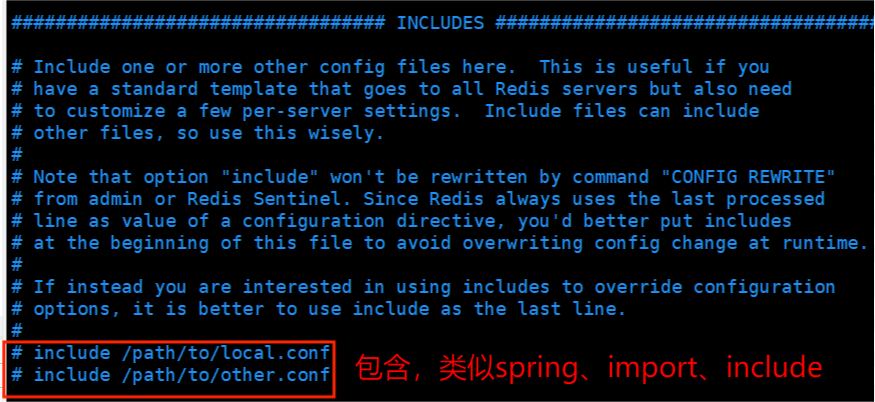 ################################## INCLUDES ###################################
# Include one or more other config files here.  This is useful if you
# have a standard template that goes to all Redis servers but also need
# to customize a few per-server settings.  Include files can include
# other files, so use this wisely.
#
# Note that option "include" won't be rewritten by command "CONFIG REWRITE"
# from admin or Redis Sentinel. Since Redis always uses the last processed
# line as value of a configuration directive, you'd better put includes
# at the beginning of this file to avoid overwriting config change at runtime.
#
# If instead you are interested in using includes to override configuration
# options, it is better to use include as the last line.
#
# include /path/to/local.conf
# include /path/to/other.conf
包含，类似spring、import、include